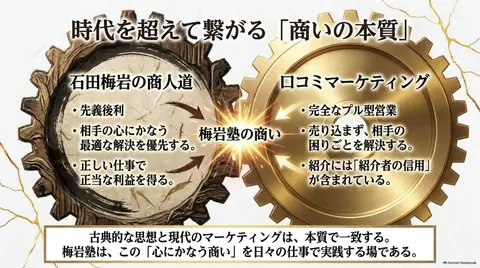 時代を超えて繋がる「商いの本質」
石田梅岩の商人道
・先義後利
・相手の心にかなう
最適な解決を優先する。
・正しい仕事で
正当な利益を得る。
梅岩塾の商い
口コミマーケティング
・完全なプル型営業
・売り込まず、相手の
困りごとを解決する。
・紹介には「紹介者の信用」
が含まれている。
古典的な思想と現代のマーケティングは、本質で一致する。
梅岩塾は、この「心にかなう商い」を日々の仕事で実践する場である。